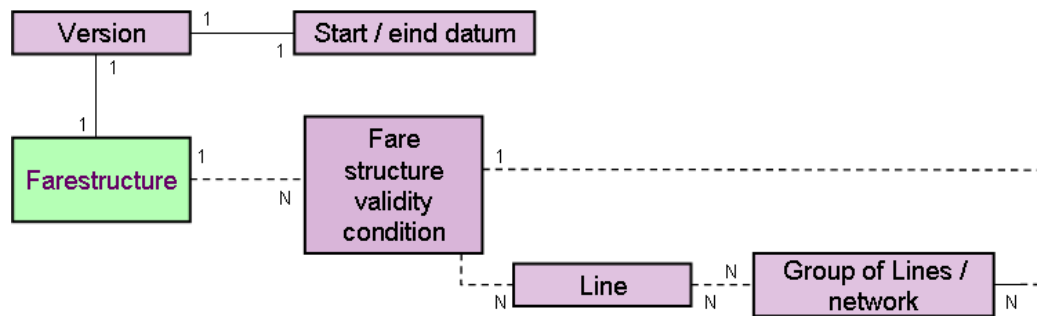 Version
1
1
Start / eind datum
1
1
Farestructure
1
N
Fare
structure
validity
condition
1
N
Line
N
N
Group of Lines /
network
N